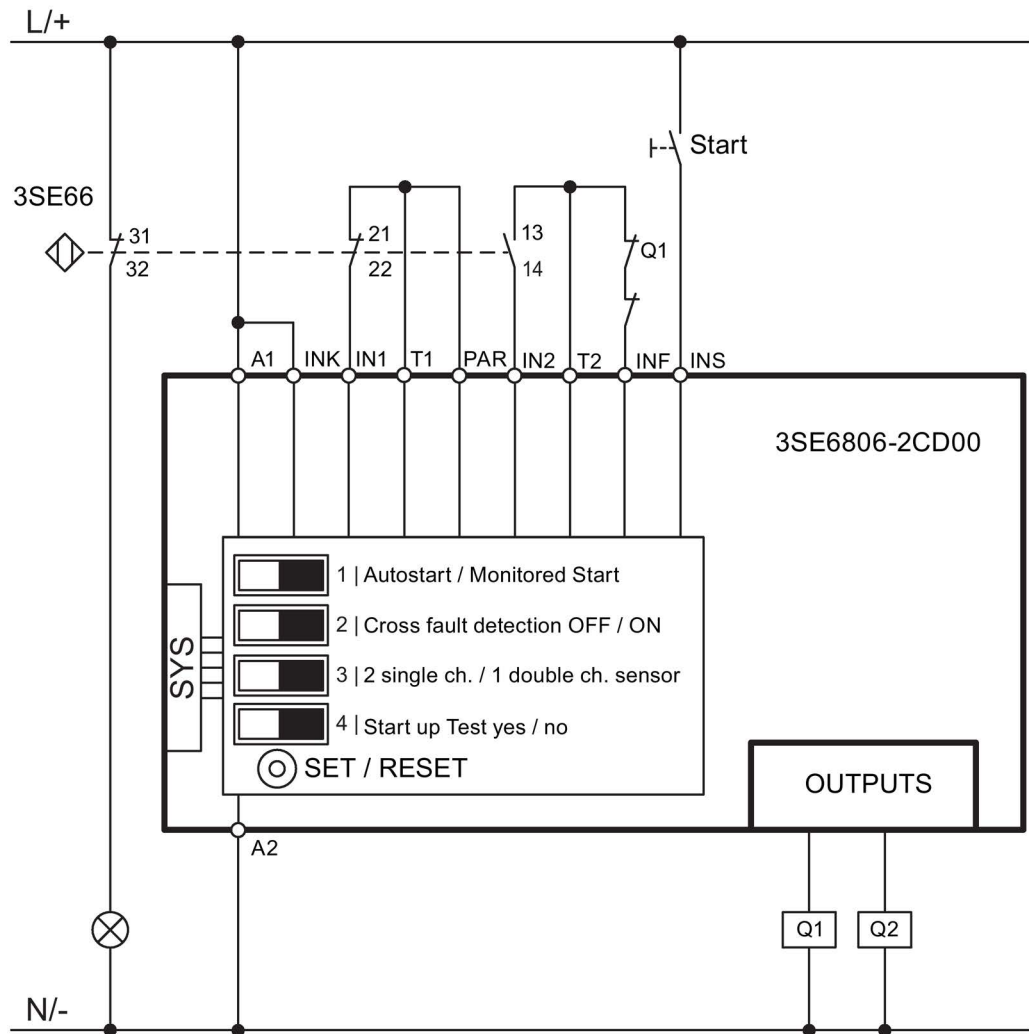 L/+
Start
3SE66
31
32
21
22
13
14
Q1
A1 INK IN1 T1 PAR IN2 T2 INF INS
3SE6806-2CD00
1 | Autostart / Monitored Start
2 | Cross fault detection OFF / ON
3 | 2 single ch. / 1 double ch. sensor
4 | Start up Test yes / no
SET / RESET
SYS
OUTPUTS
A2
Q1 Q2
N/-